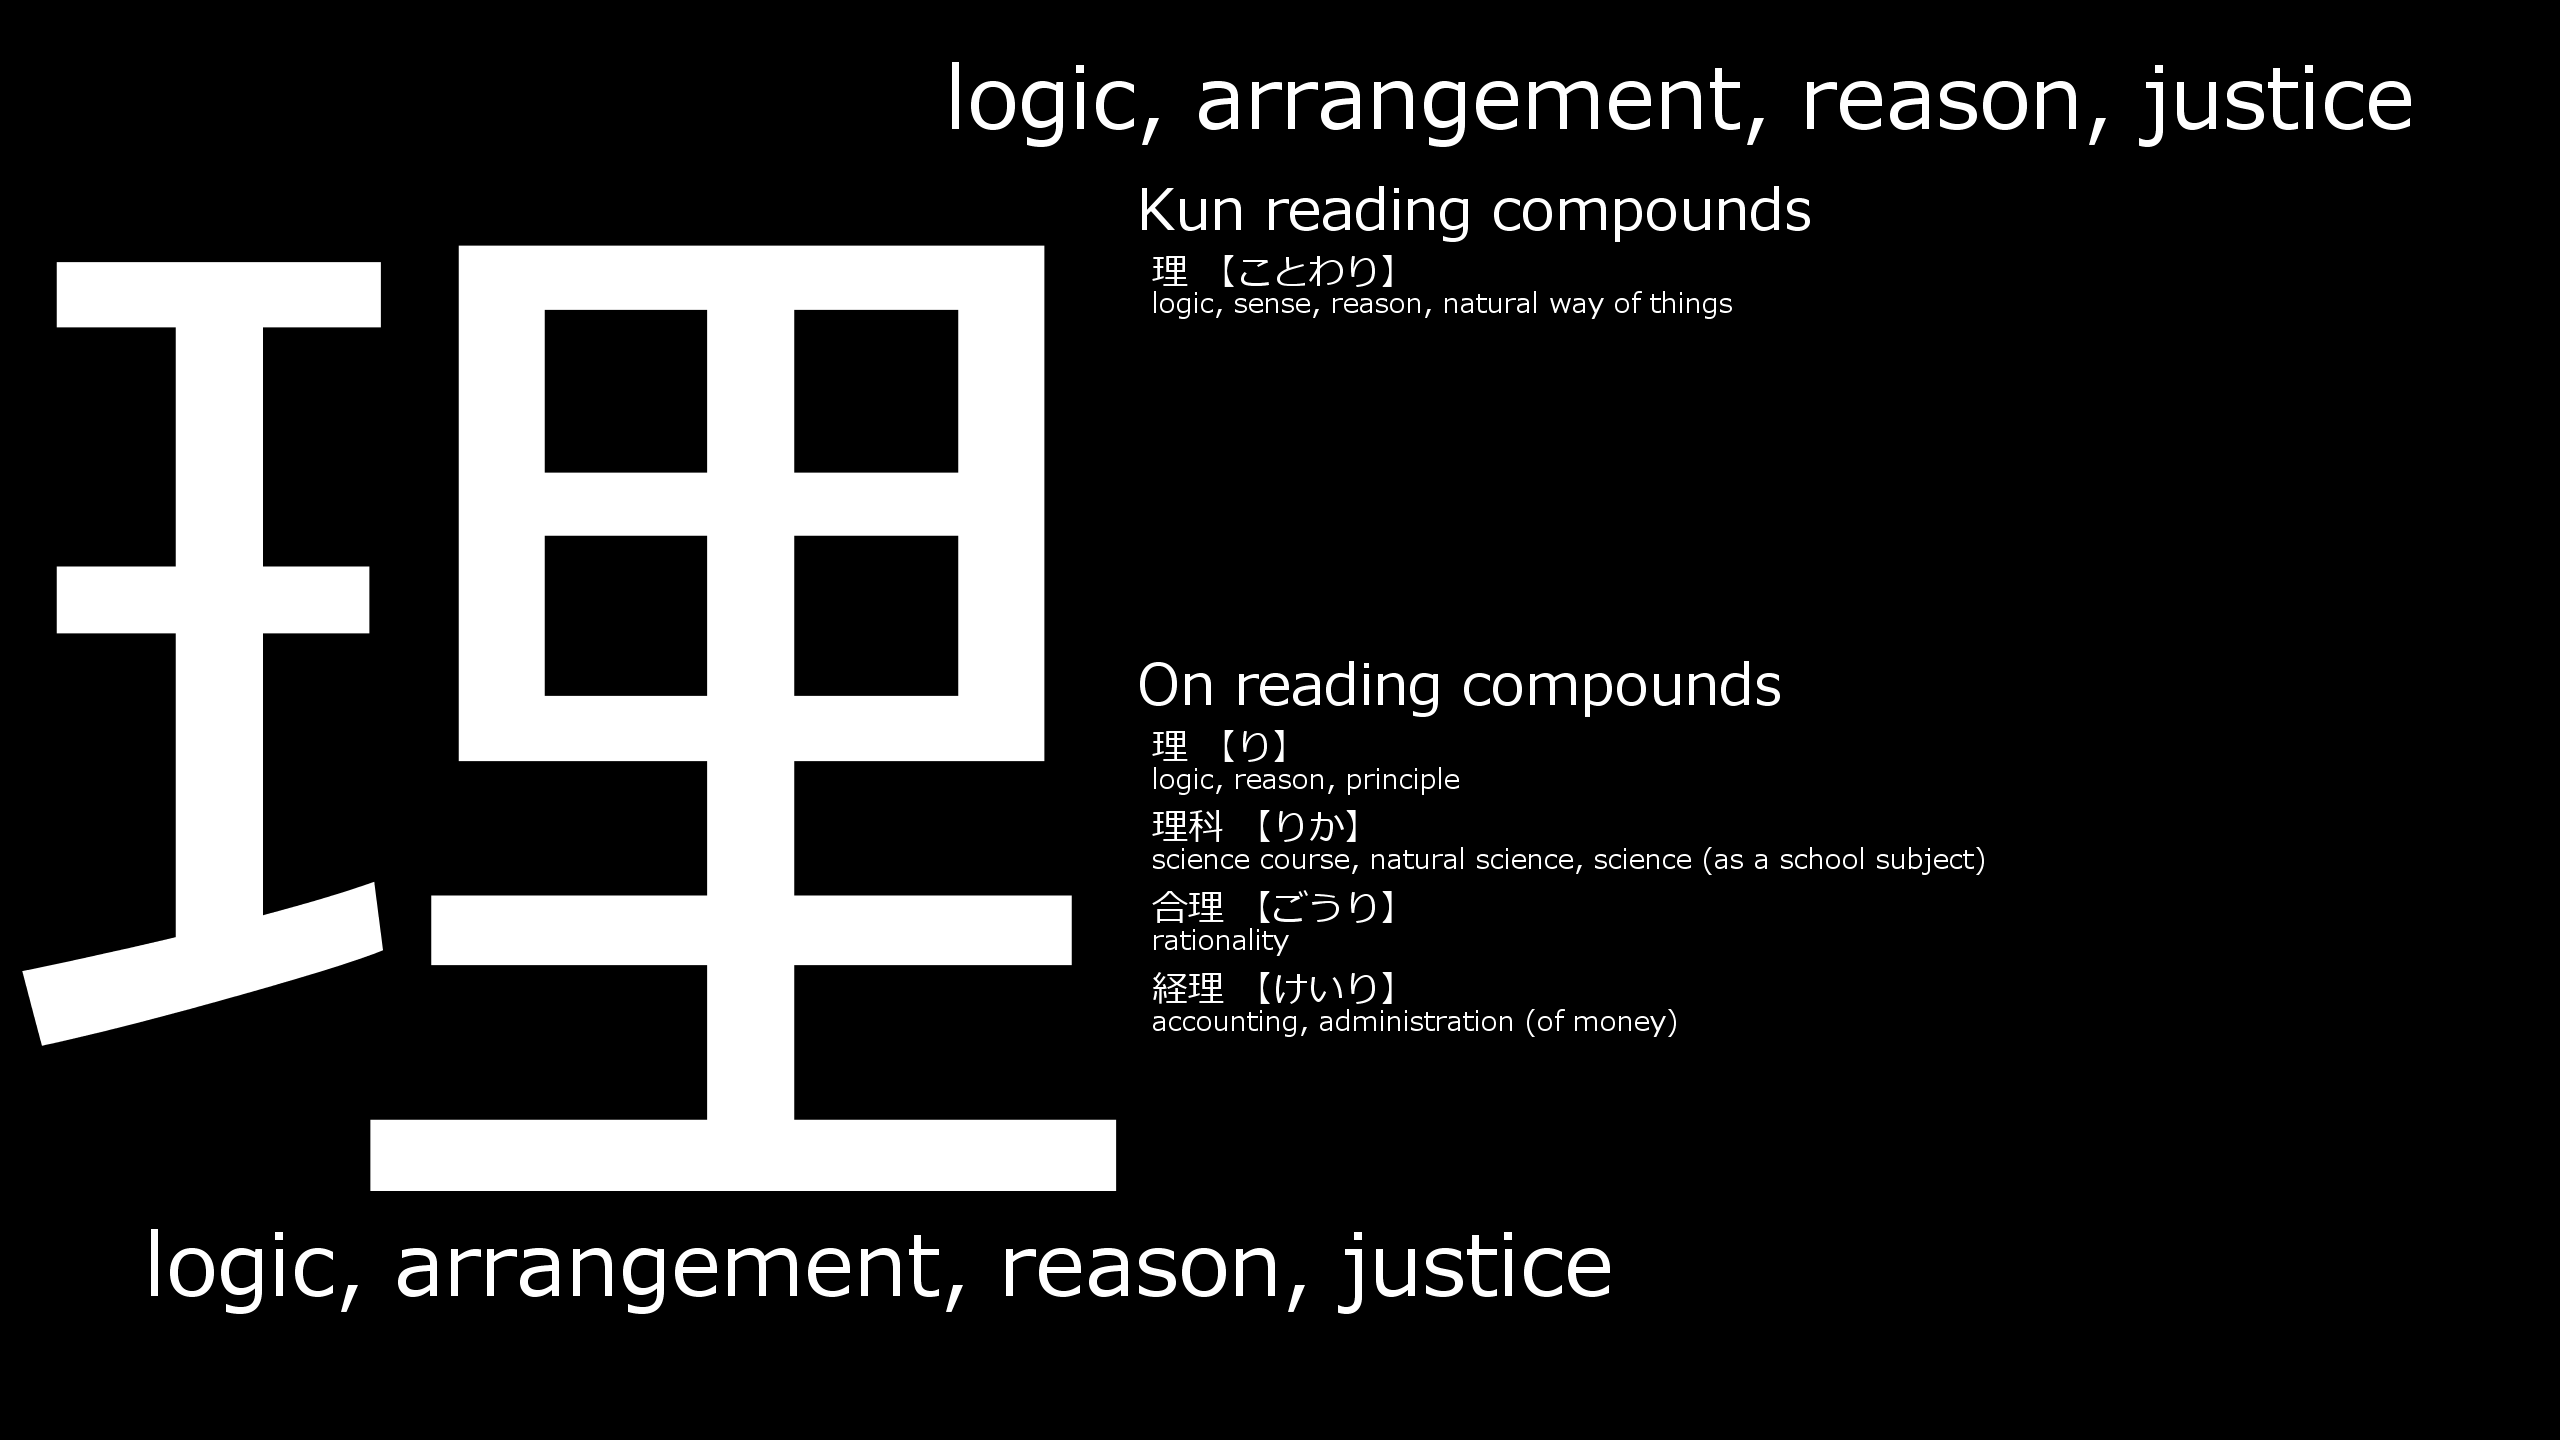 logic, arrangement, reason, justice
理
Kun reading compounds
理 【ことわり】
logic, sense, reason, natural way of things
On reading compounds
理 【り】
logic, reason, principle
理科 【りか】
science course, natural science, science (as a school subject)
合理 【ごうり】
rationality
経理 【けいり】
accounting, administration (of money)
logic, arrangement, reason, justice